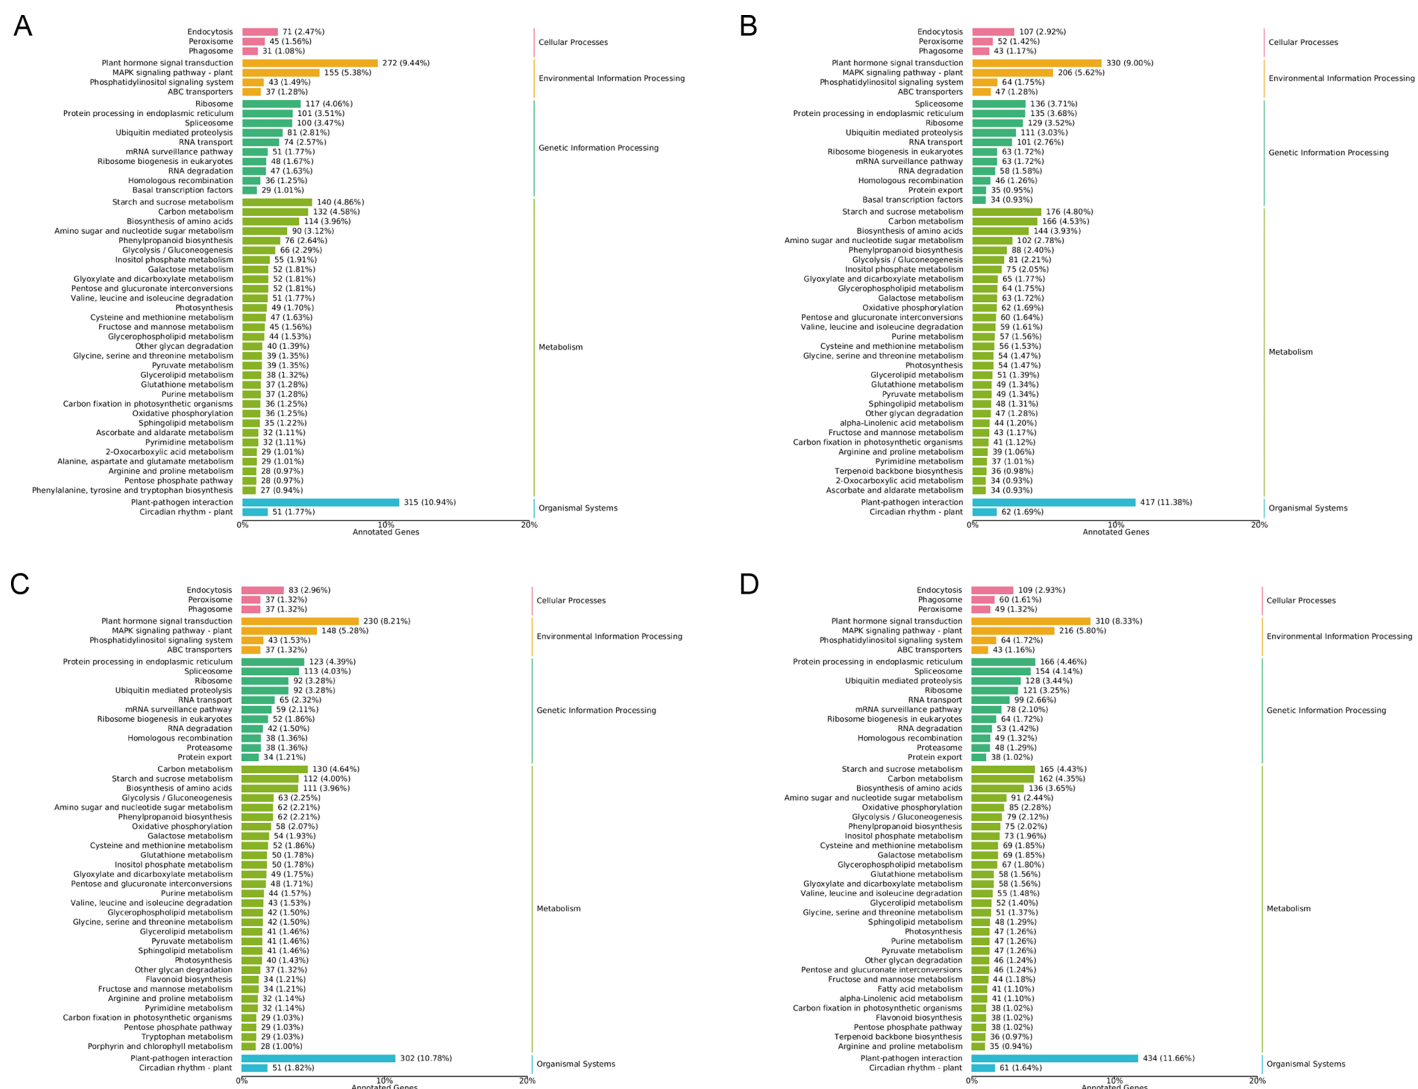 A
Endocytosis 71 (2.47%)
Peroxisome 45 (1.56%)
Phagosome 31 (1.08%)
Cellular Processes
Plant hormone signal transduction 272 (9.44%)
MAPK signaling pathway - plant 155 (5.38%)
Phosphatidylinositol signaling system 43 (1.49%)
ABC transporters 37 (1.28%)
Environmental Information Processing
Ribosome 117 (4.06%)
Protein processing in endoplasmic reticulum 101 (3.51%)
Spliceosome 100 (3.47%)
Ubiquitin mediated proteolysis 81 (2.81%)
RNA transport 74 (2.57%)
mRNA surveillance pathway 51 (1.77%)
Ribosome biogenesis in eukaryotes 48 (1.67%)
RNA degradation 47 (1.63%)
Homologous recombination 36 (1.25%)
Basal transcription factors 29 (1.01%)
Genetic Information Processing
Starch and sucrose metabolism 140 (4.86%)
Carbon metabolism 132 (4.58%)
Biosynthesis of amino acids 114 (3.96%)
Amino sugar and nucleotide sugar metabolism 90 (3.12%)
Phenylpropanoid biosynthesis 76 (2.64%)
Glycolysis / Gluconeogenesis 66 (2.29%)
Inositol phosphate metabolism 55 (1.91%)
Galactose metabolism 52 (1.81%)
Glyoxylate and dicarboxylate metabolism 52 (1.81%)
Pentose and glucuronate interconversions 52 (1.81%)
Valine, leucine and isoleucine degradation 51 (1.77%)
Photosynthesis 49 (1.70%)
Cysteine and methionine metabolism 47 (1.63%)
Fructose and mannose metabolism 45 (1.56%)
Glycerophospholipid metabolism 44 (1.53%)
Other glycan degradation 40 (1.39%)
Glycine, serine and threonine metabolism 39 (1.35%)
Pyruvate metabolism 39 (1.35%)
Glycerolipid metabolism 38 (1.32%)
Glutathione metabolism 37 (1.28%)
Purine metabolism 37 (1.28%)
Carbon fixation in photosynthetic organisms 36 (1.25%)
Oxidative phosphorylation 36 (1.25%)
Sphingolipid metabolism 35 (1.22%)
Ascorbate and aldarate metabolism 32 (1.11%)
Pyrimidine metabolism 32 (1.11%)
2-Oxocarboxylic acid metabolism 29 (1.01%)
Alanine, aspartate and glutamate metabolism 29 (1.01%)
Arginine and proline metabolism 28 (0.97%)
Pentose phosphate pathway 28 (0.97%)
Phenylalanine, tyrosine and tryptophan biosynthesis 27 (0.94%)
Metabolism
Plant-pathogen interaction 315 (10.94%)
Circadian rhythm - plant 51 (1.77%)
Organismal Systems
0% 10% 20%
Annotated Genes
B
Endocytosis 107 (2.92%)
Peroxisome 52 (1.42%)
Phagosome 43 (1.17%)
Cellular Processes
Plant hormone signal transduction 330 (9.00%)
MAPK signaling pathway - plant 206 (5.62%)
Phosphatidylinositol signaling system 64 (1.75%)
ABC transporters 47 (1.28%)
Environmental Information Processing
Spliceosome 136 (3.71%)
Protein processing in endoplasmic reticulum 135 (3.68%)
Ribosome 129 (3.52%)
Ubiquitin mediated proteolysis 111 (3.03%)
RNA transport 101 (2.76%)
Ribosome biogenesis in eukaryotes 63 (1.72%)
mRNA surveillance pathway 63 (1.72%)
RNA degradation 58 (1.58%)
Homologous recombination 46 (1.26%)
Protein export 35 (0.95%)
Basal transcription factors 34 (0.93%)
Genetic Information Processing
Starch and sucrose metabolism 176 (4.80%)
Carbon metabolism 166 (4.53%)
Biosynthesis of amino acids 144 (3.93%)
Amino sugar and nucleotide sugar metabolism 102 (2.78%)
Phenylpropanoid biosynthesis 88 (2.40%)
Glycolysis / Gluconeogenesis 81 (2.21%)
Inositol phosphate metabolism 75 (2.05%)
Glyoxylate and dicarboxylate metabolism 65 (1.77%)
Glycerophospholipid metabolism 64 (1.75%)
Galactose metabolism 63 (1.72%)
Oxidative phosphorylation 62 (1.69%)
Pentose and glucuronate interconversions 60 (1.64%)
Valine, leucine and isoleucine degradation 59 (1.61%)
Purine metabolism 57 (1.56%)
Cysteine and methionine metabolism 56 (1.53%)
Glycine, serine and threonine metabolism 54 (1.47%)
Photosynthesis 54 (1.47%)
Glycerolipid metabolism 51 (1.39%)
Glutathione metabolism 49 (1.34%)
Pyruvate metabolism 49 (1.34%)
Sphingolipid metabolism 48 (1.31%)
Other glycan degradation 47 (1.28%)
alpha-Linolenic acid metabolism 44 (1.20%)
Fructose and mannose metabolism 43 (1.17%)
Carbon fixation in photosynthetic organisms 41 (1.12%)
Arginine and proline metabolism 39 (1.06%)
Pyrimidine metabolism 37 (1.01%)
Terpenoid backbone biosynthesis 36 (0.98%)
2-Oxocarboxylic acid metabolism 34 (0.93%)
Ascorbate and aldarate metabolism 34 (0.93%)
Metabolism
Plant-pathogen interaction 417 (11.38%)
Circadian rhythm - plant 62 (1.69%)
Organismal Systems
0% 10% 20%
Annotated Genes
C
Endocytosis 83 (2.96%)
Peroxisome 37 (1.32%)
Phagosome 37 (1.32%)
Cellular Processes
Plant hormone signal transduction 230 (8.21%)
MAPK signaling pathway - plant 148 (5.28%)
Phosphatidylinositol signaling system 43 (1.53%)
ABC transporters 37 (1.32%)
Environmental Information Processing
Protein processing in endoplasmic reticulum 123 (4.39%)
Spliceosome 113 (4.03%)
Ribosome 92 (3.28%)
Ubiquitin mediated proteolysis 92 (3.28%)
RNA transport 65 (2.32%)
mRNA surveillance pathway 59 (2.11%)
Ribosome biogenesis in eukaryotes 52 (1.86%)
RNA degradation 42 (1.50%)
Homologous recombination 38 (1.36%)
Proteasome 38 (1.36%)
Protein export 34 (1.21%)
Genetic Information Processing
Carbon metabolism 130 (4.64%)
Starch and sucrose metabolism 112 (4.00%)
Biosynthesis of amino acids 111 (3.96%)
Glycolysis / Gluconeogenesis 63 (2.25%)
Amino sugar and nucleotide sugar metabolism 62 (2.21%)
Phenylpropanoid biosynthesis 62 (2.21%)
Oxidative phosphorylation 58 (2.07%)
Galactose metabolism 54 (1.93%)
Cysteine and methionine metabolism 52 (1.86%)
Glutathione metabolism 50 (1.78%)
Inositol phosphate metabolism 50 (1.78%)
Glyoxylate and dicarboxylate metabolism 49 (1.75%)
Pentose and glucuronate interconversions 48 (1.71%)
Purine metabolism 44 (1.57%)
Valine, leucine and isoleucine degradation 43 (1.53%)
Glycerophospholipid metabolism 42 (1.50%)
Glycine, serine and threonine metabolism 42 (1.50%)
Glycerolipid metabolism 41 (1.46%)
Pyruvate metabolism 41 (1.46%)
Sphingolipid metabolism 41 (1.46%)
Photosynthesis 40 (1.43%)
Other glycan degradation 37 (1.32%)
Flavonoid biosynthesis 34 (1.21%)
Fructose and mannose metabolism 34 (1.21%)
Arginine and proline metabolism 32 (1.14%)
Pyrimidine metabolism 32 (1.14%)
Carbon fixation in photosynthetic organisms 29 (1.03%)
Pentose phosphate pathway 29 (1.03%)
Tryptophan metabolism 29 (1.03%)
Porphyrin and chlorophyll metabolism 28 (1.00%)
Metabolism
Plant-pathogen interaction 302 (10.78%)
Circadian rhythm - plant 51 (1.82%)
Organismal Systems
0% 10% 20%
Annotated Genes
D
Endocytosis 109 (2.93%)
Phagosome 60 (1.61%)
Peroxisome 49 (1.32%)
Cellular Processes
Plant hormone signal transduction 310 (8.33%)
MAPK signaling pathway - plant 216 (5.80%)
Phosphatidylinositol signaling system 64 (1.72%)
ABC transporters 43 (1.16%)
Environmental Information Processing
Protein processing in endoplasmic reticulum 166 (4.46%)
Spliceosome 154 (4.14%)
Ubiquitin mediated proteolysis 128 (3.44%)
Ribosome 121 (3.25%)
RNA transport 99 (2.66%)
mRNA surveillance pathway 78 (2.10%)
Ribosome biogenesis in eukaryotes 64 (1.72%)
RNA degradation 53 (1.42%)
Homologous recombination 49 (1.32%)
Proteasome 48 (1.29%)
Protein export 38 (1.02%)
Genetic Information Processing
Starch and sucrose metabolism 165 (4.43%)
Carbon metabolism 162 (4.35%)
Biosynthesis of amino acids 136 (3.65%)
Amino sugar and nucleotide sugar metabolism 91 (2.44%)
Oxidative phosphorylation 85 (2.28%)
Glycolysis / Gluconeogenesis 79 (2.12%)
Phenylpropanoid biosynthesis 75 (2.02%)
Inositol phosphate metabolism 73 (1.96%)
Cysteine and methionine metabolism 69 (1.85%)
Galactose metabolism 69 (1.85%)
Glycerophospholipid metabolism 67 (1.80%)
Glutathione metabolism 58 (1.56%)
Glyoxylate and dicarboxylate metabolism 58 (1.56%)
Valine, leucine and isoleucine degradation 55 (1.48%)
Glycerolipid metabolism 52 (1.40%)
Glycine, serine and threonine metabolism 51 (1.37%)
Sphingolipid metabolism 48 (1.29%)
Photosynthesis 47 (1.26%)
Purine metabolism 47 (1.26%)
Pyruvate metabolism 47 (1.26%)
Other glycan degradation 46 (1.24%)
Pentose and glucuronate interconversions 46 (1.24%)
Fructose and mannose metabolism 44 (1.18%)
Fatty acid metabolism 41 (1.10%)
alpha-Linolenic acid metabolism 41 (1.10%)
Carbon fixation in photosynthetic organisms 38 (1.02%)
Flavonoid biosynthesis 38 (1.02%)
Pentose phosphate pathway 38 (1.02%)
Terpenoid backbone biosynthesis 36 (0.97%)
Arginine and proline metabolism 35 (0.94%)
Metabolism
Plant-pathogen interaction 434 (11.66%)
Circadian rhythm - plant 61 (1.64%)
Organismal Systems
0% 10% 20%
Annotated Genes